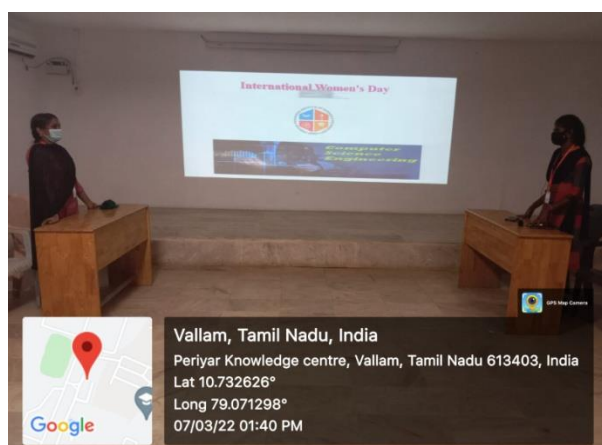 International Women's Day
Computer
Science
Engineering
GPS Map Camera
Vallam, Tamil Nadu, India
Periyar Knowledge centre, Vallam, Tamil Nadu 613403, India
Lat 10.732626°
Long 79.071298°
07/03/22 01:40 PM
Google